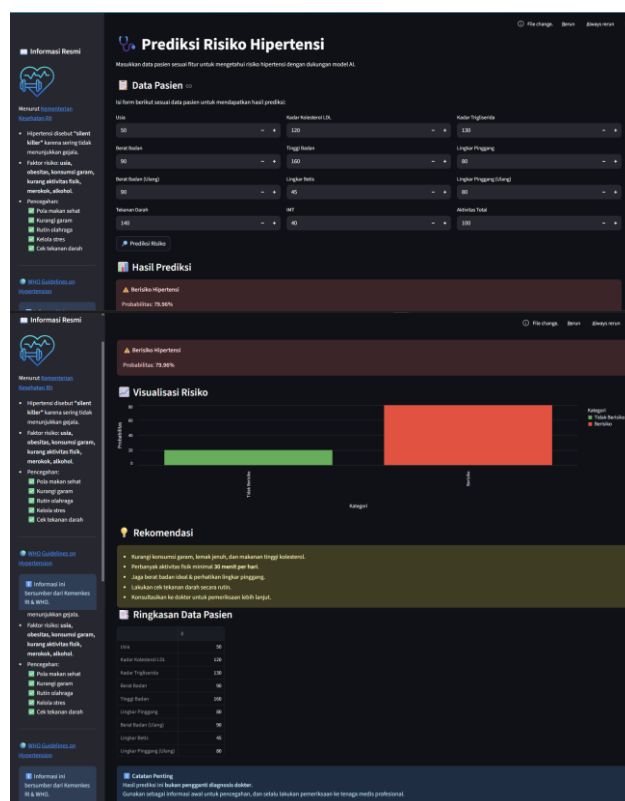 File change. Rerun Always rerun
Informasi Resmi
Menurut Kementerian
Kesehatan RI:
• Hipertensi disebut "silent
killer" karena sering tidak
menunjukkan gejala.
• Faktor risiko: usia,
obesitas, konsumsi garam,
kurang aktivitas fisik,
merokok, alkohol.
• Pencegahan:
✅ Pola makan sehat
✅ Kurangi garam
✅ Rutin olahraga
✅ Kelola stres
✅ Cek tekanan darah
WHO Guidelines on
Hypertension
Prediksi Risiko Hipertensi
Masukkan data pasien sesuai fitur untuk mengetahui risiko hipertensi dengan dukungan model AI.
Data Pasien
Isi form berikut sesuai data pasien untuk mendapatkan hasil prediksi:
Usia Kadar Kolesterol LDL Kadar Trigliserida
50 - + 120 - + 130 - +
Berat Badan Tinggi Badan Lingkar Pinggang
90 - + 160 - + 80 - +
Berat Badan (Ulang) Lingkar Betis Lingkar Pinggang (Ulang)
90 - + 45 - + 80 - +
Tekanan Darah IMT Aktivitas Total
140 - + 40 - + 100 - +
Prediksi Risiko
Hasil Prediksi
Berisiko Hipertensi
Probabilitas: 79.96%
Informasi Resmi
Menurut Kementerian
Kesehatan RI:
• Hipertensi disebut "silent
killer" karena sering tidak
menunjukkan gejala.
• Faktor risiko: usia,
obesitas, konsumsi garam,
kurang aktivitas fisik,
merokok, alkohol.
• Pencegahan:
✅ Pola makan sehat
✅ Kurangi garam
✅ Rutin olahraga
✅ Kelola stres
✅ Cek tekanan darah
WHO Guidelines on
Hypertension
Informasi ini
bersumber dari Kemenkes
RI & WHO.
File change. Rerun Always rerun
Berisiko Hipertensi
Probabilitas: 79.96%
Visualisasi Risiko
Probabilitas
80
60
40
20
0
Tidak Berisiko
Berisiko
Kategori
Kategori
Tidak Berisiko
Berisiko
Rekomendasi
• Kurangi konsumsi garam, lemak jenuh, dan makanan tinggi kolesterol.
• Perbanyak aktivitas fisik minimal 30 menit per hari.
• Jaga berat badan ideal & perhatikan lingkar pinggang.
• Lakukan cek tekanan darah secara rutin.
• Konsultasikan ke dokter untuk pemeriksaan lebih lanjut.
menunjukkan gejala.
• Faktor risiko: usia,
obesitas, konsumsi garam,
kurang aktivitas fisik,
merokok, alkohol.
• Pencegahan:
✅ Pola makan sehat
✅ Kurangi garam
✅ Rutin olahraga
✅ Kelola stres
✅ Cek tekanan darah
WHO Guidelines on
Hypertension
Informasi ini
bersumber dari Kemenkes
RI & WHO.
Ringkasan Data Pasien
0
Usia 50
Kadar Kolesterol LDL 120
Kadar Trigliserida 130
Berat Badan 90
Tinggi Badan 160
Lingkar Pinggang 80
Berat Badan (Ulang) 90
Lingkar Betis 45
Lingkar Pinggang (Ulang) 80
Catatan Penting
Hasil prediksi ini bukan pengganti diagnosis dokter.
Gunakan sebagai informasi awal untuk pencegahan, dan selalu lakukan pemeriksaan ke tenaga medis profesional.